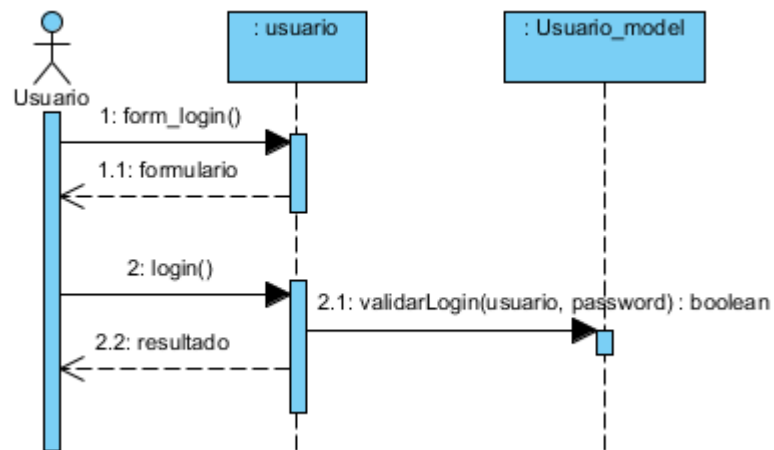 : usuario
: Usuario_model
Usuario
1: form_login()
1.1: formulario
2: login()
2.1: validarLogin(usuario, password) : boolean
2.2: resultado